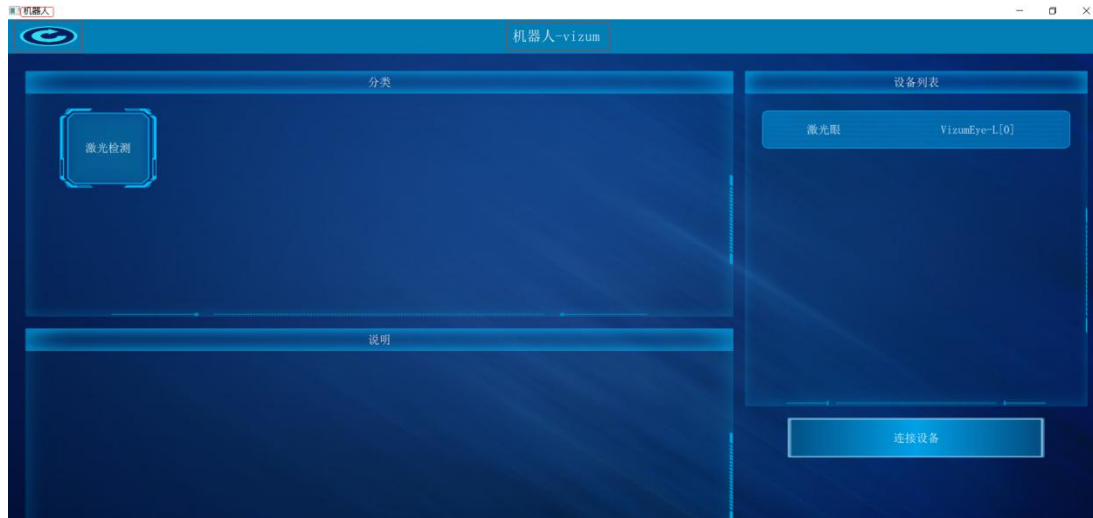 机器人
机器人-vizum
分类
激光检测
说明
设备列表
激光眼 VizumEye-L[0]
连接设备